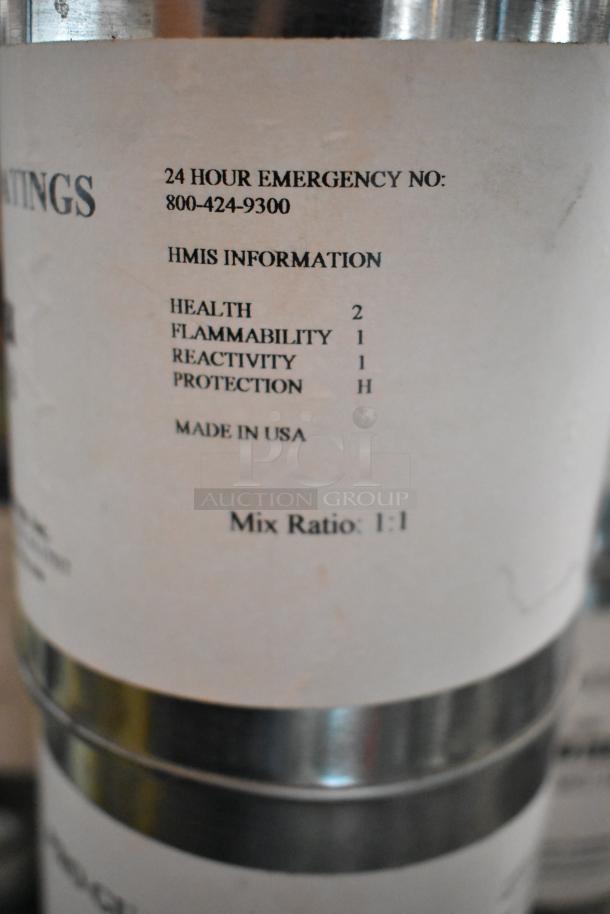 24 HOUR EMERGENCY NO:
800-424-9300
HMIS INFORMATION
HEALTH 2
FLAMMABILITY 1
REACTIVITY 1
PROTECTION H
MADE IN USA
PCI
AUCTION GROUP
Mix Ratio: 1:1